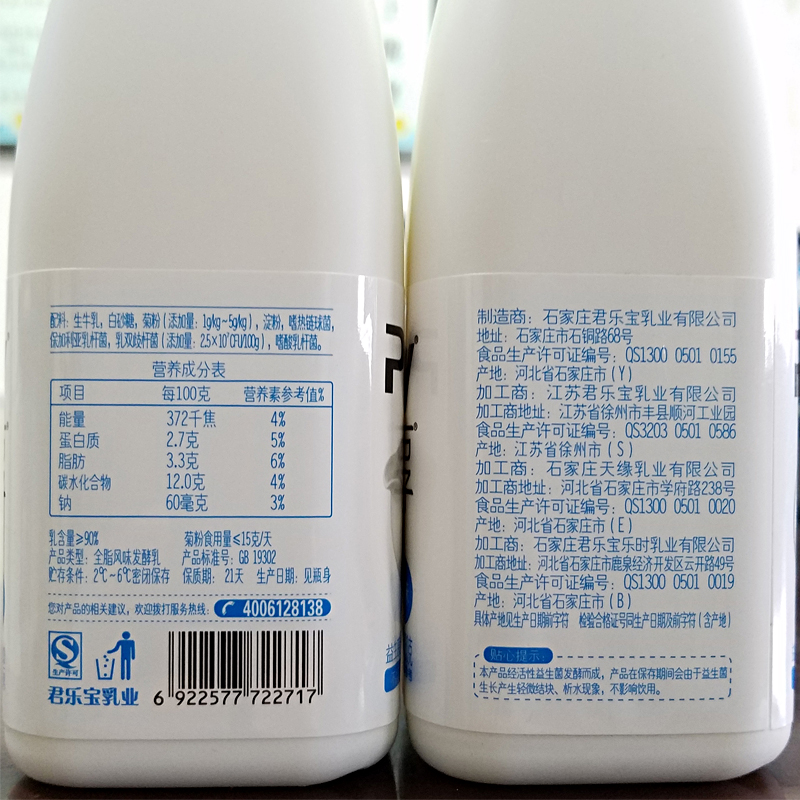 配料：生牛乳，白砂糖，菊粉（添加量：1g/kg～5g/kg），淀粉，嗜热链球菌，
保加利亚乳杆菌，乳双歧杆菌（添加量：2.5×10⁷CFU/100g），嗜酸乳杆菌。
营养成分表
项目 每100克 营养素参考值%
能量 372千焦 4%
蛋白质 2.7克 5%
脂肪 3.3克 6%
碳水化合物 12.0克 4%
钠 60毫克 3%
乳含量≥90% 菊粉食用量≤15克/天
产品类型：全脂风味发酵乳 产品标准号：GB 19302
贮存条件：2℃～6℃密闭保存 保质期：21天 生产日期：见瓶身
您对产品的相关建议，欢迎拨打服务热线： 4006128138
QS
生产许可
君乐宝乳业
6 922577 722717
制造商：石家庄君乐宝乳业有限公司
地址：石家庄市石铜路68号
食品生产许可证编号：QS1300 0501 0155
产地：河北省石家庄市(Y)
加工商：江苏君乐宝乳业有限公司
加工商地址：江苏省徐州市丰县顺河工业园
食品生产许可证编号：QS3203 0501 0586
产地：江苏省徐州市(S)
加工商：石家庄天缘乳业有限公司
加工商地址：河北省石家庄市学府路238号
食品生产许可证编号：QS1300 0501 0020
产地：河北省石家庄市(E)
加工商：石家庄君乐宝乐时乳业有限公司
加工商地址：河北省石家庄市鹿泉经济开发区云开路49号
食品生产许可证编号：QS1300 0501 0019
产地：河北省石家庄市(B)
具体产地见生产日期前字符 检验合格证号同生产日期及前字符(含产地)
贴心提示：
本产品经活性益生菌发酵而成，产品在保存期间会由于益生菌
生长产生轻微结块、析水现象，不影响饮用。